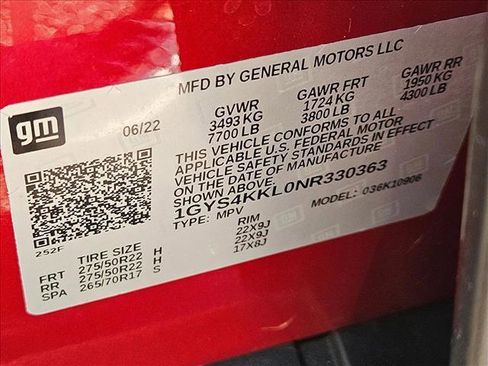 gm
MFD BY GENERAL MOTORS LLC
06/22
GVWR GAWR FRT GAWR RR
3493 KG 1724 KG 1950 KG
7700 LB 3800 LB 4300 LB
THIS VEHICLE CONFORMS TO ALL
APPLICABLE U.S. FEDERAL MOTOR
VEHICLE SAFETY STANDARDS IN EFFECT
ON THE DATE OF MANUFACTURE
SHOWN ABOVE.
1GYS4KKL0NR330363
TYPE: MPV MODEL: 036K10906
252F
TIRE SIZE RIM
FRT 275/50R22 H 22X9J
RR 275/50R22 H 22X9J
SPA 265/70R17 S 17X8J